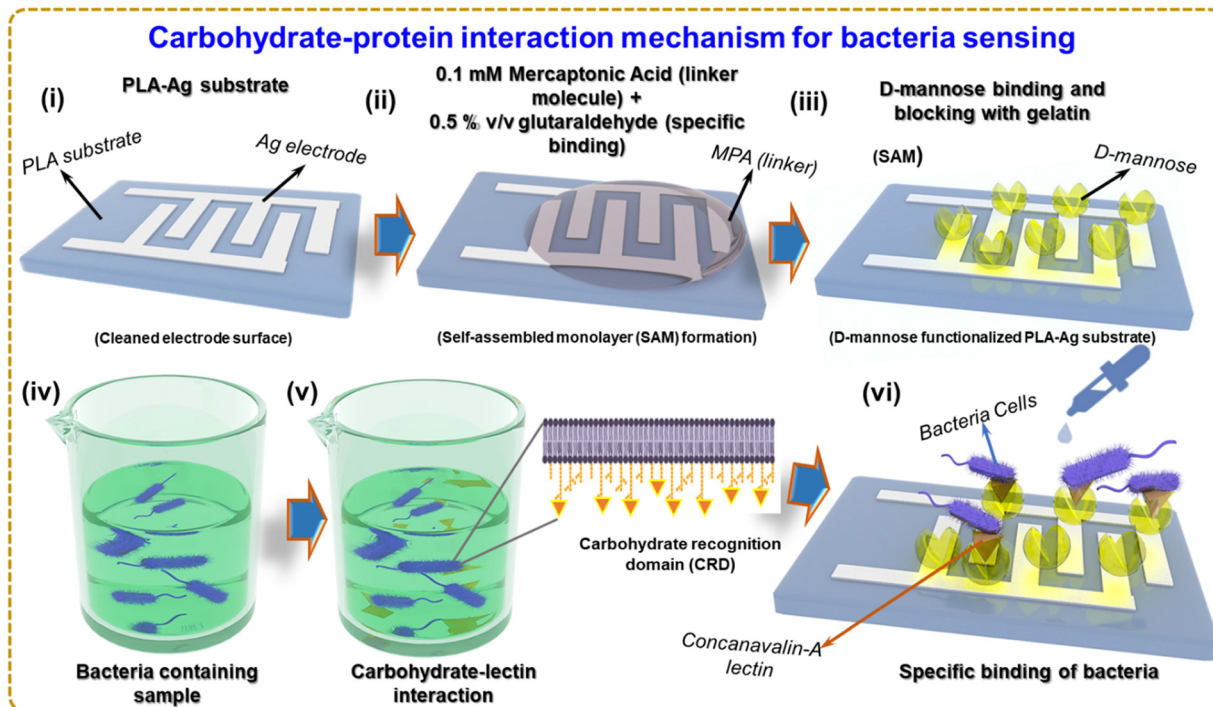 Carbohydrate-protein interaction mechanism for bacteria sensing
(i)
PLA-Ag substrate
PLA substrate
Ag electrode
(Cleaned electrode surface)
(ii)
0.1 mM Mercaptonic Acid (linker
molecule) +
0.5 % v/v glutaraldehyde (specific
binding)
MPA (linker)
(Self-assembled monolayer (SAM) formation)
(iii)
D-mannose binding and
blocking with gelatin
(SAM)
D-mannose
(D-mannose functionalized PLA-Ag substrate)
(iv)
Bacteria containing
sample
(v)
Carbohydrate-lectin
interaction
Carbohydrate recognition
domain (CRD)
(vi)
Bacteria Cells
Concanavalin-A
lectin
Specific binding of bacteria